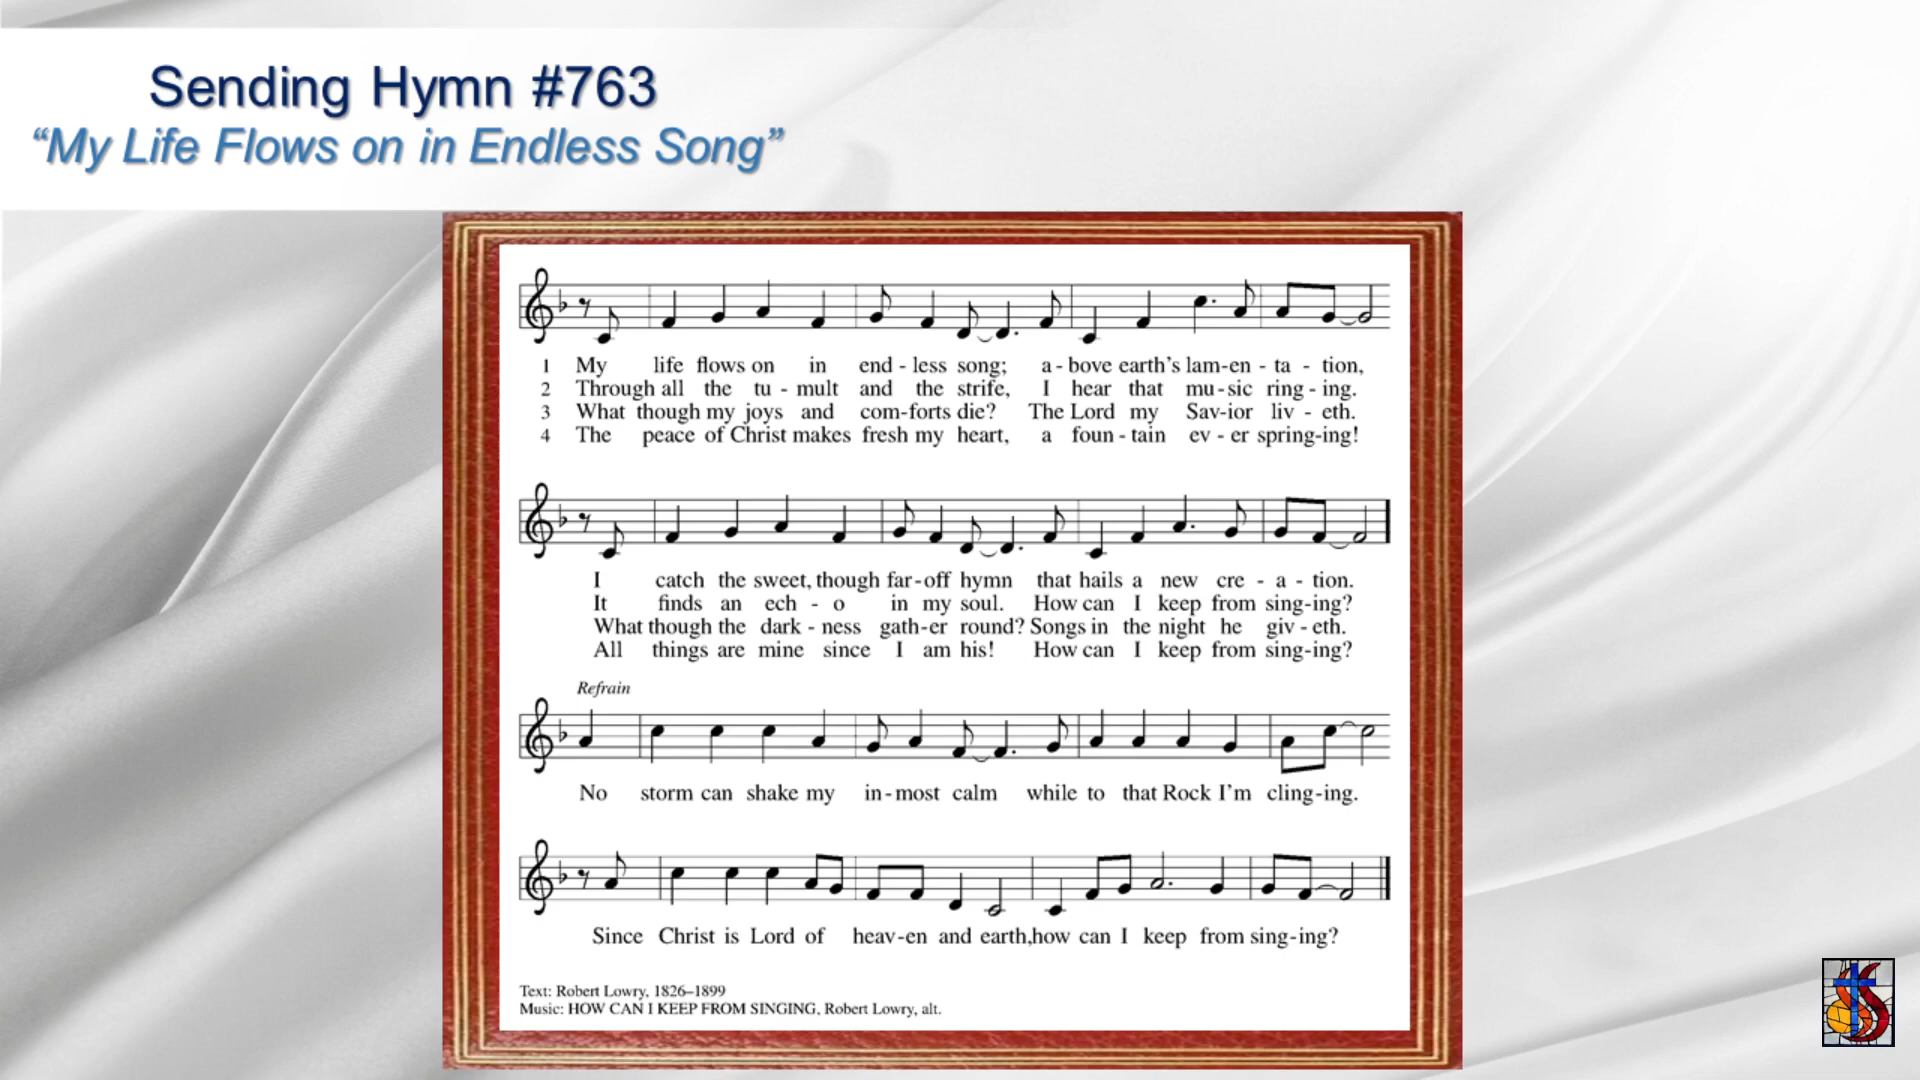 Sending Hymn #763
“My Life Flows on in Endless Song”
1 My life flows on in end - less song; a - bove earth’s lam - en - ta - tion,
2 Through all the tu - mult and the strife, I hear that mu - sic ring - ing.
3 What though my joys and com - forts die? The Lord my Sav - ior liv - eth.
4 The peace of Christ makes fresh my heart, a foun - tain ev - er spring - ing!
I catch the sweet, though far - off hymn that hails a new cre - a - tion.
It finds an ech - o in my soul. How can I keep from sing - ing?
What though the dark - ness gath - er round? Songs in the night he giv - eth.
All things are mine since I am his! How can I keep from sing - ing?
Refrain
No storm can shake my in - most calm while to that Rock I’m cling - ing.
Since Christ is Lord of heav - en and earth, how can I keep from sing - ing?
Text: Robert Lowry, 1826–1899
Music: HOW CAN I KEEP FROM SINGING, Robert Lowry, alt.